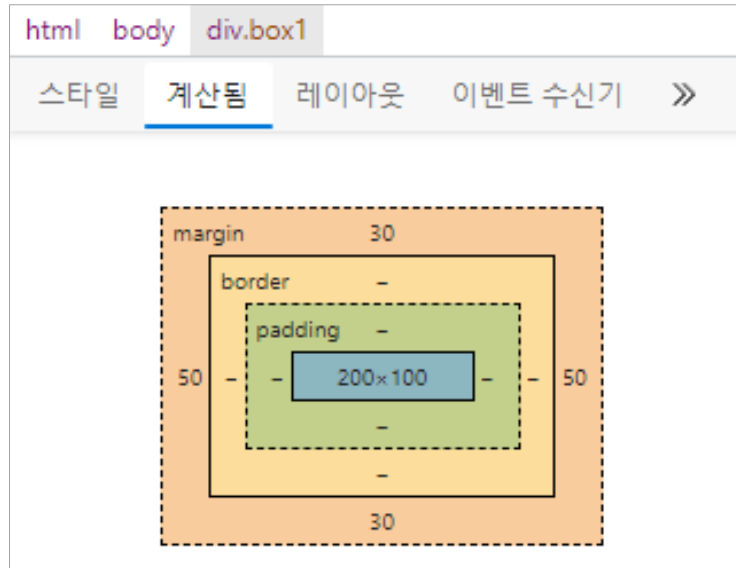 html body div.box1
스타일 계산됨 레이아웃 이벤트 수신기 »
margin 30
border –
padding –
50 – – 200×100 – – 50
–
–
30